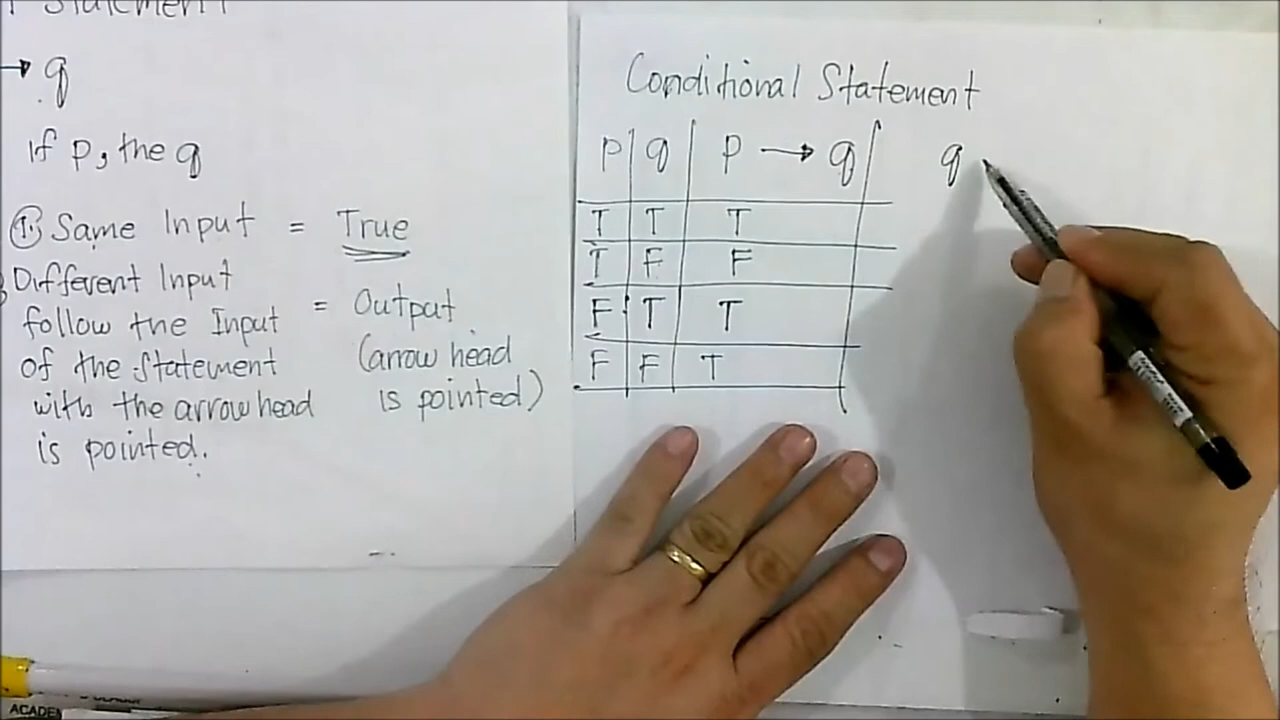 Statement
→ q
if p, the q
1. Same Input = True
Different Input
follow the Input = Output
of the statement (arrow head
with the arrow head is pointed)
is pointed.
Conditional Statement
p q p → q q
T T T
T F F
F T T
F F T